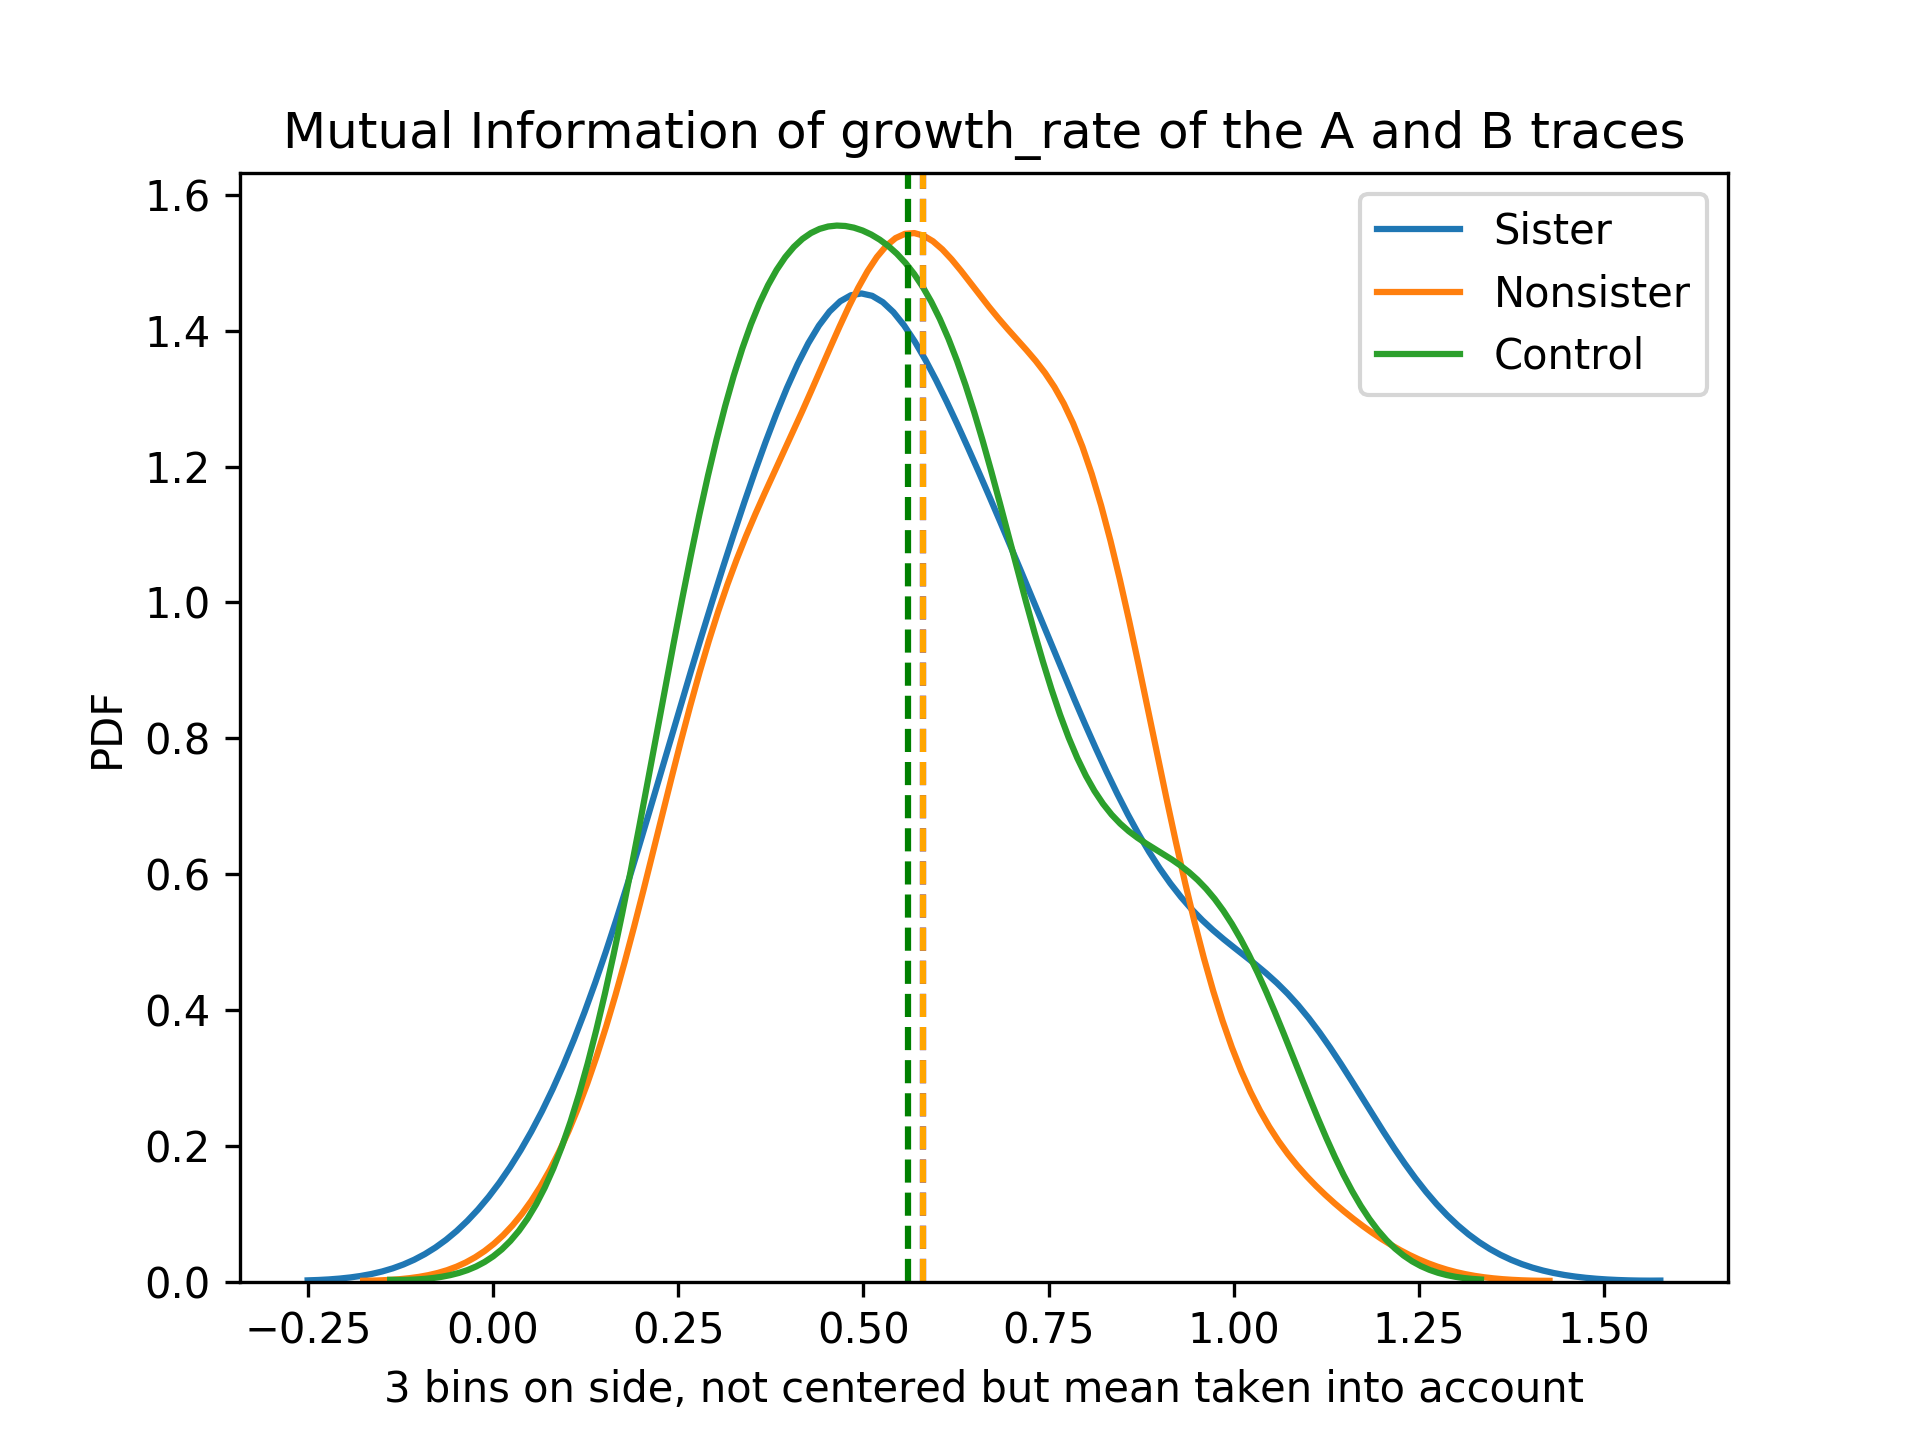 Mutual Information of growth_rate of the A and B traces
1.6
1.4
1.2
1.0
0.8
0.6
0.4
0.2
0.0
PDF
Sister
Nonsister
Control
−0.25 0.00 0.25 0.50 0.75 1.00 1.25 1.50
3 bins on side, not centered but mean taken into account